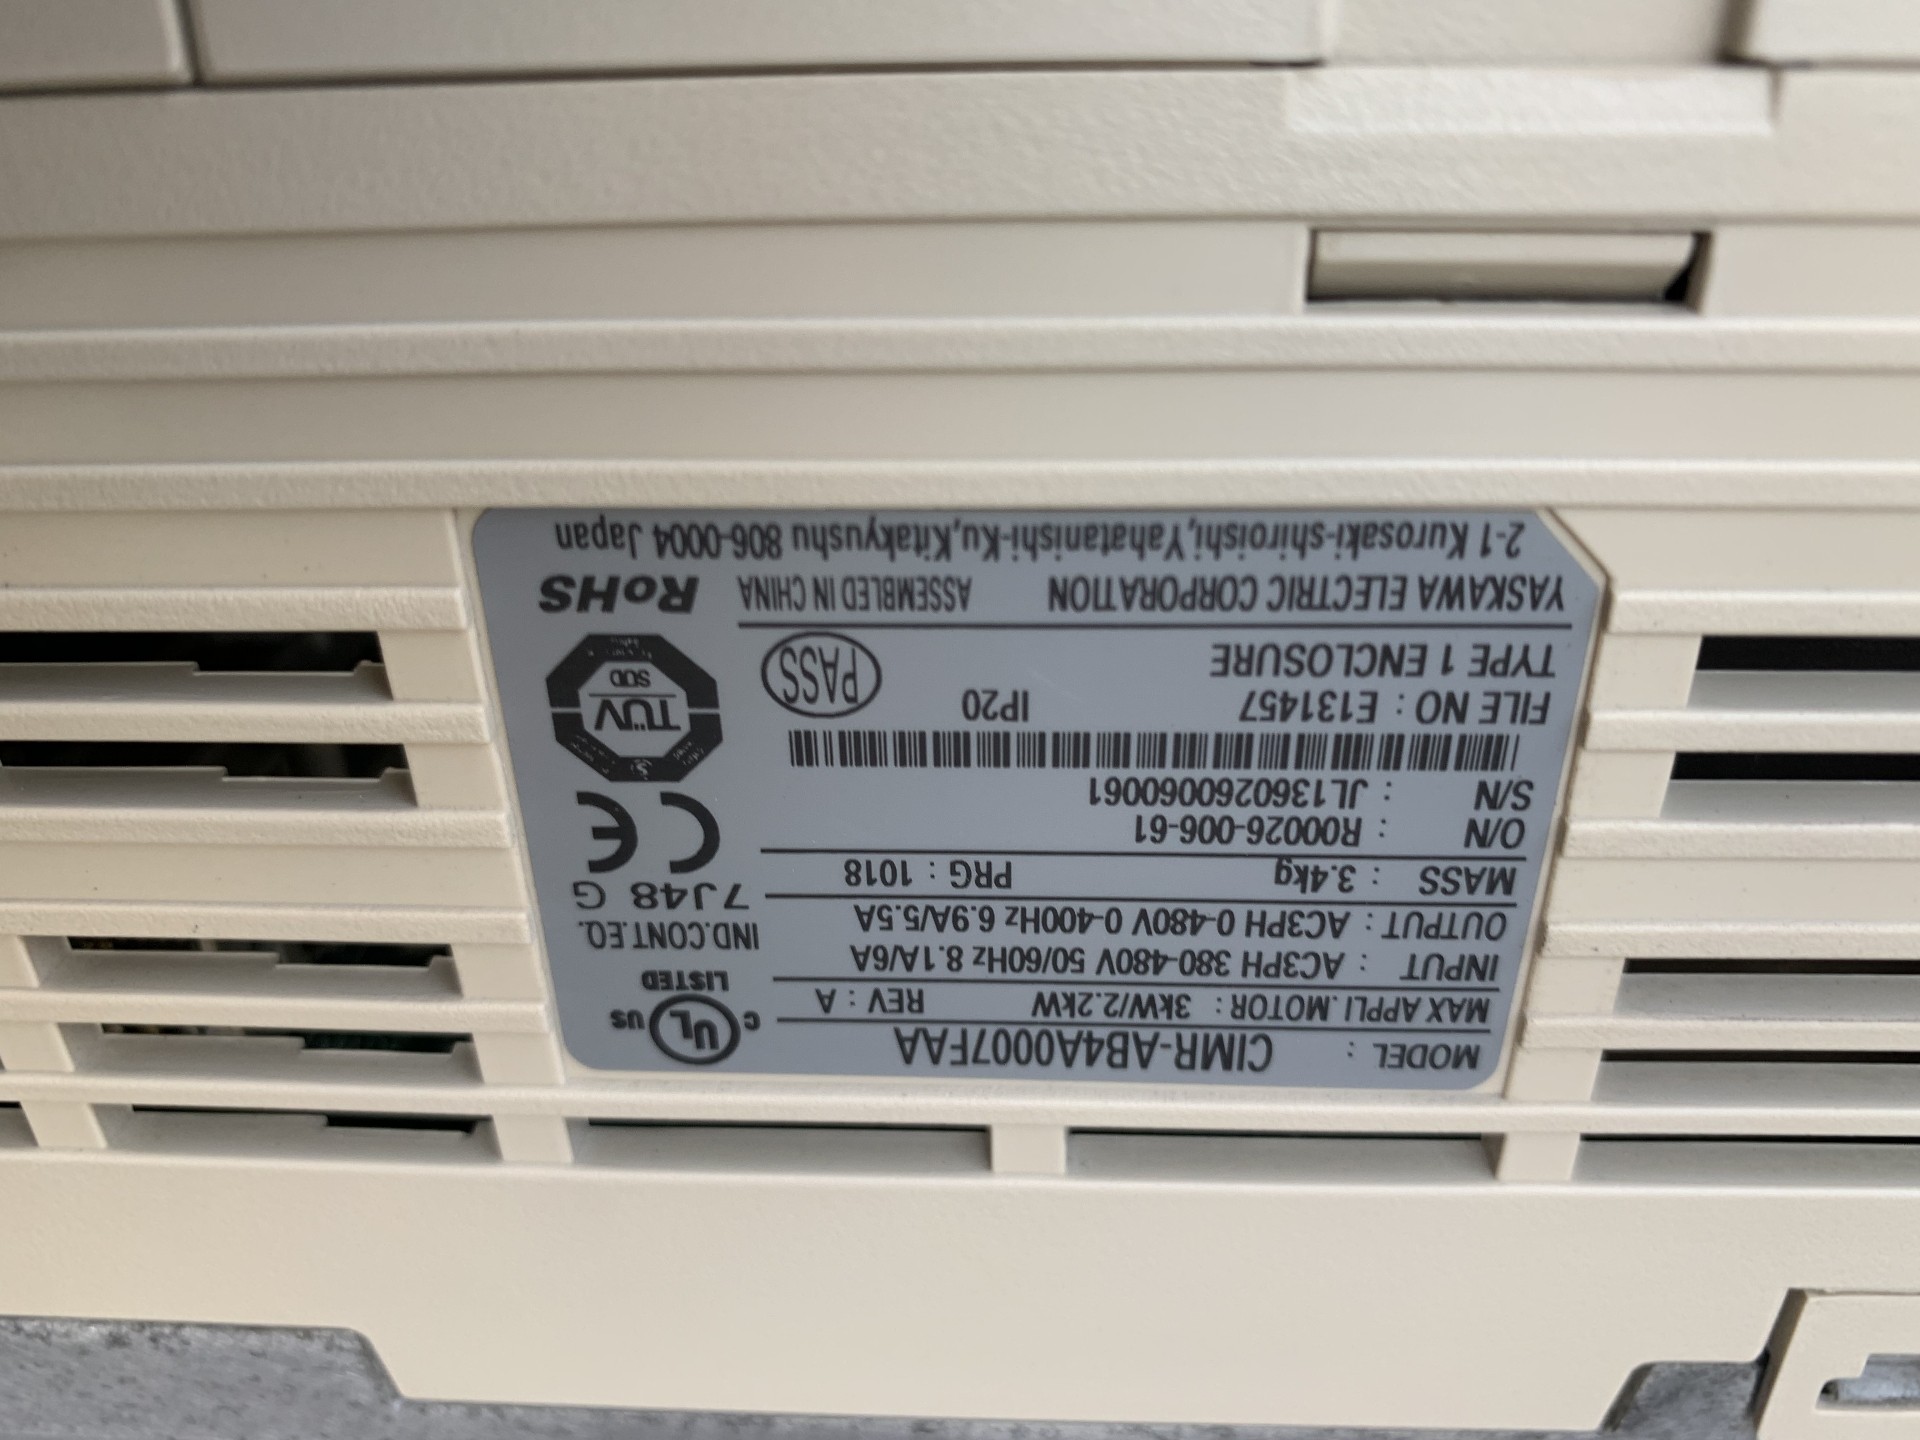 MODEL : CIMR-AB4A0007FAA
MAX APPLI. MOTOR : 3kW/2.2kW REV : A
INPUT : AC3PH 380-480V 50/60Hz 8.1A/6A
OUTPUT : AC3PH 0-480V 0-400Hz 6.9A/5.5A
MASS : 3.4kg PRG : 1018
O/N : R00026-006-61
S/N : JL1360260060061
FILE NO : E131457 IP20
TYPE 1 ENCLOSURE
PASS
YASKAWA ELECTRIC CORPORATION ASSEMBLED IN CHINA
2-1 Kurosaki-shiroishi,Yahatanishi-Ku,Kitakyushu 806-0004 Japan
C UL US
LISTED
IND.CONT.EQ.
7J48 G
CE
TÜV
SÜD
RoHS